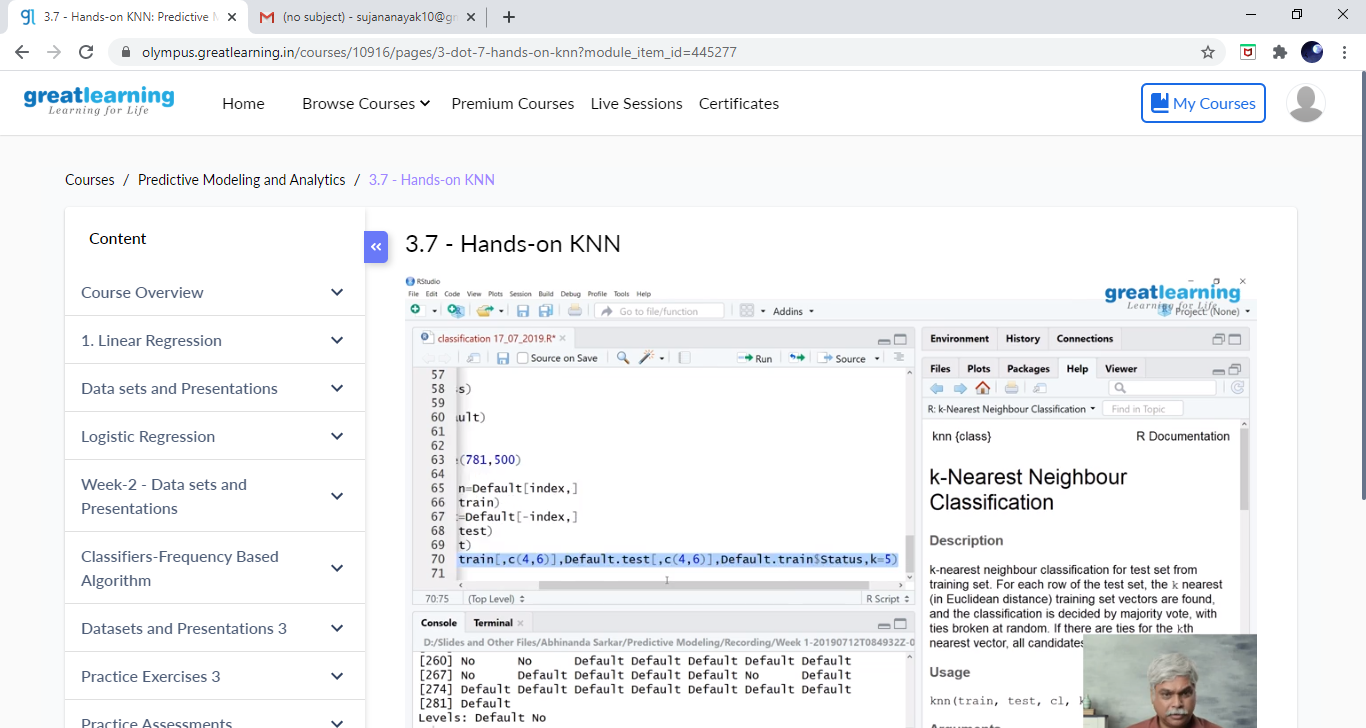 3.7 - Hands-on KNN: Predictive M
(no subject) - sujananayak10@gm
olympus.greatlearning.in/courses/10916/pages/3-dot-7-hands-on-knn?module_item_id=445277
greatlearning
Learning for Life
Home
Browse Courses
Premium Courses
Live Sessions
Certificates
My Courses
Courses / Predictive Modeling and Analytics / 3.7 - Hands-on KNN
Content
Course Overview
1. Linear Regression
Data sets and Presentations
Logistic Regression
Week-2 - Data sets and
Presentations
Classifiers-Frequency Based
Algorithm
Datasets and Presentations 3
Practice Exercises 3
Practice Assessments
3.7 - Hands-on KNN
RStudio
File Edit Code View Plots Session Build Debug Profile Tools Help
Go to file/function
Addins
greatlearning
Learning for Life
Project: (None)
classification 17_07_2019.R*
Source on Save
Run
Source
57
58 s)
59
60 ult)
61
62
63 (781,500)
64
65 n=Default[index,]
66 train)
67 =Default[-index,]
68 test)
69 t)
70 train[,c(4,6)],Default.test[,c(4,6)],Default.train$Status,k=5)
71
70:75 (Top Level) R Script
Console Terminal
D:/Slides and Other Files/Abhinanda Sarkar/Predictive Modeling/Recording/Week 1-20190712T084932Z-0
[260] No No Default Default Default Default Default
[267] No Default Default Default Default No Default
[274] Default Default Default Default Default Default Default
[281] Default
Levels: Default No
Environment History Connections
Files Plots Packages Help Viewer
R: k-Nearest Neighbour Classification
Find in Topic
knn {class} R Documentation
k-Nearest Neighbour
Classification
Description
k-nearest neighbour classification for test set from
training set. For each row of the test set, the k nearest
(in Euclidean distance) training set vectors are found,
and the classification is decided by majority vote, with
ties broken at random. If there are ties for the kth
nearest vector, all candidates
Usage
knn(train, test, cl, k
Arguments